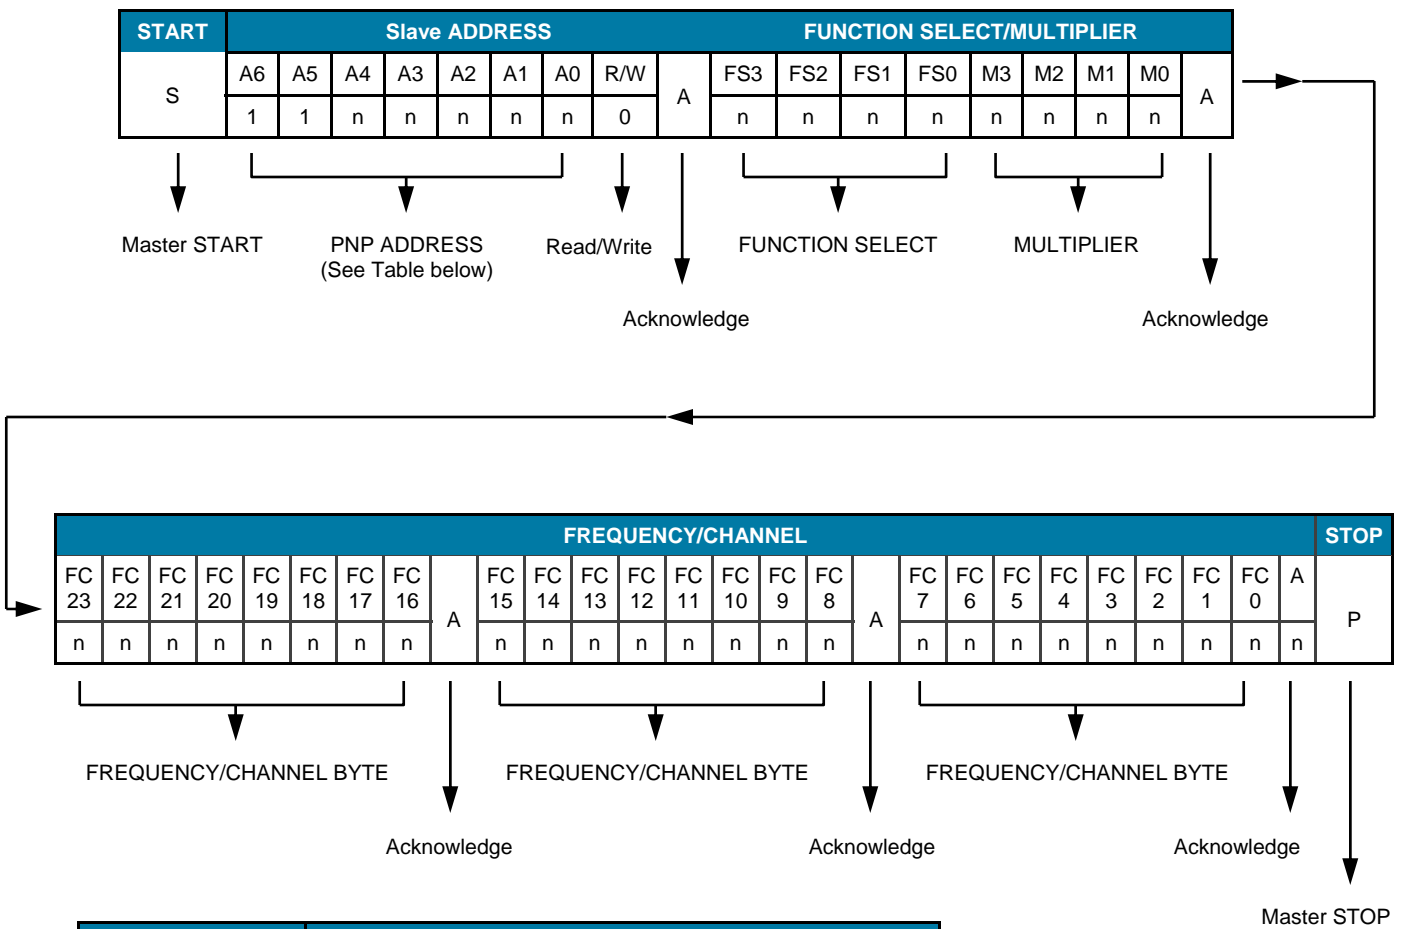 START Slave ADDRESS FUNCTION SELECT/MULTIPLIER
S A6 A5 A4 A3 A2 A1 A0 R/W A FS3 FS2 FS1 FS0 M3 M2 M1 M0 A
1 1 n n n n n 0 n n n n n n n n
Master START PNP ADDRESS Read/Write FUNCTION SELECT MULTIPLIER
(See Table below)
Acknowledge Acknowledge
FREQUENCY/CHANNEL STOP
FC FC FC FC FC FC FC FC A FC FC FC FC FC FC FC FC A FC FC FC FC FC FC FC FC A P
23 22 21 20 19 18 17 16 15 14 13 12 11 10 9 8 7 6 5 4 3 2 1 0
n n n n n n n n n n n n n n n n n n n n n n n n n
FREQUENCY/CHANNEL BYTE FREQUENCY/CHANNEL BYTE FREQUENCY/CHANNEL BYTE
Acknowledge Acknowledge Acknowledge
Master STOP